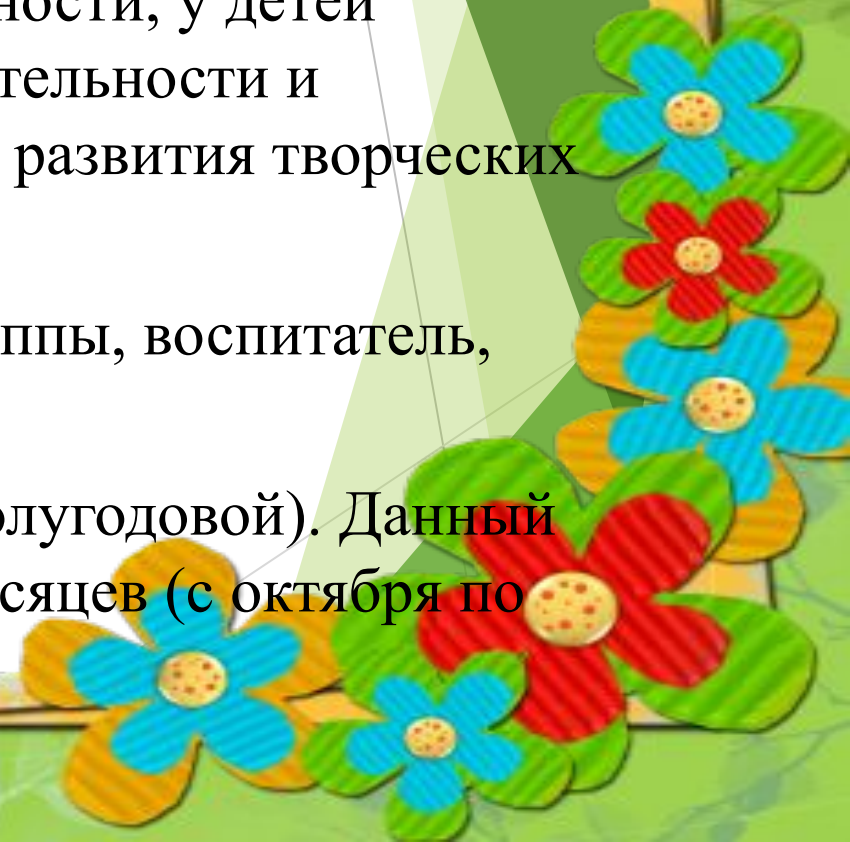 ности, у детей
тельности и
развития творческих
ппы, воспитатель,
олугодовой). Данный
сяцев (с октября по